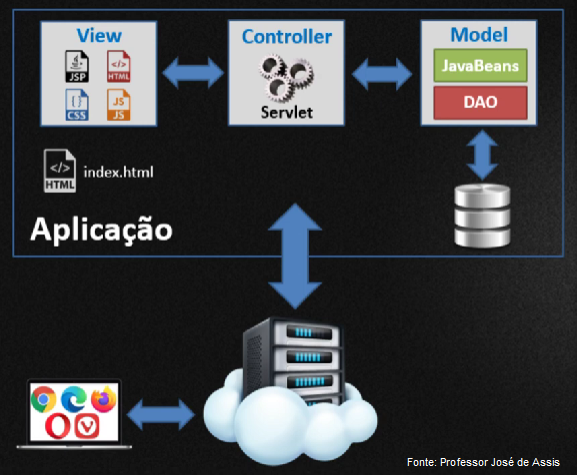 View
JSP
HTML
CSS
JS
JS
Controller
Servlet
Model
JavaBeans
DAO
HTML
index.html
Aplicação
Fonte: Professor José de Assis